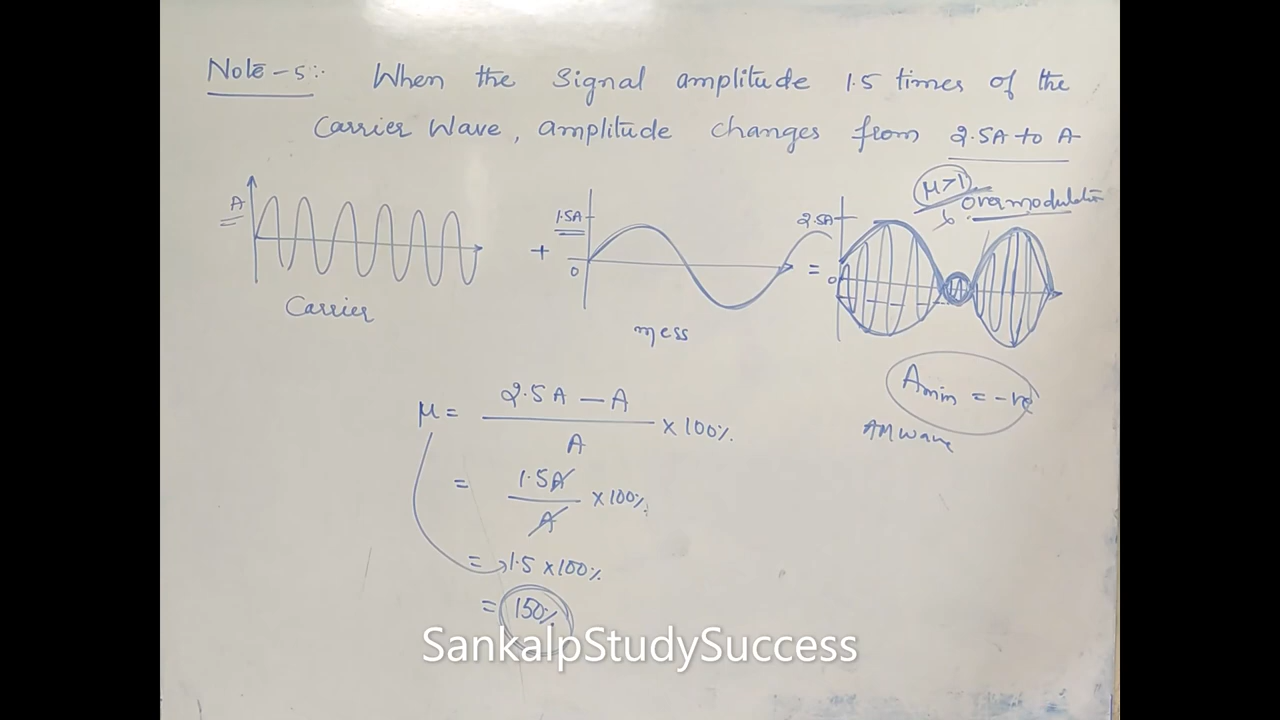 Note-5:- When the Signal amplitude 1.5 times of the
Carrier Wave, amplitude changes from 2.5A to A
μ>1
overmodulation
A
Carrier
+
1.5A
0
mess
=
2.5A
0
Amin = -ve
AM wave
μ = 2.5A - A / A × 100%
= 1.5A / A × 100%
= 1.5 × 100%
= 150%
SankalpStudySuccess